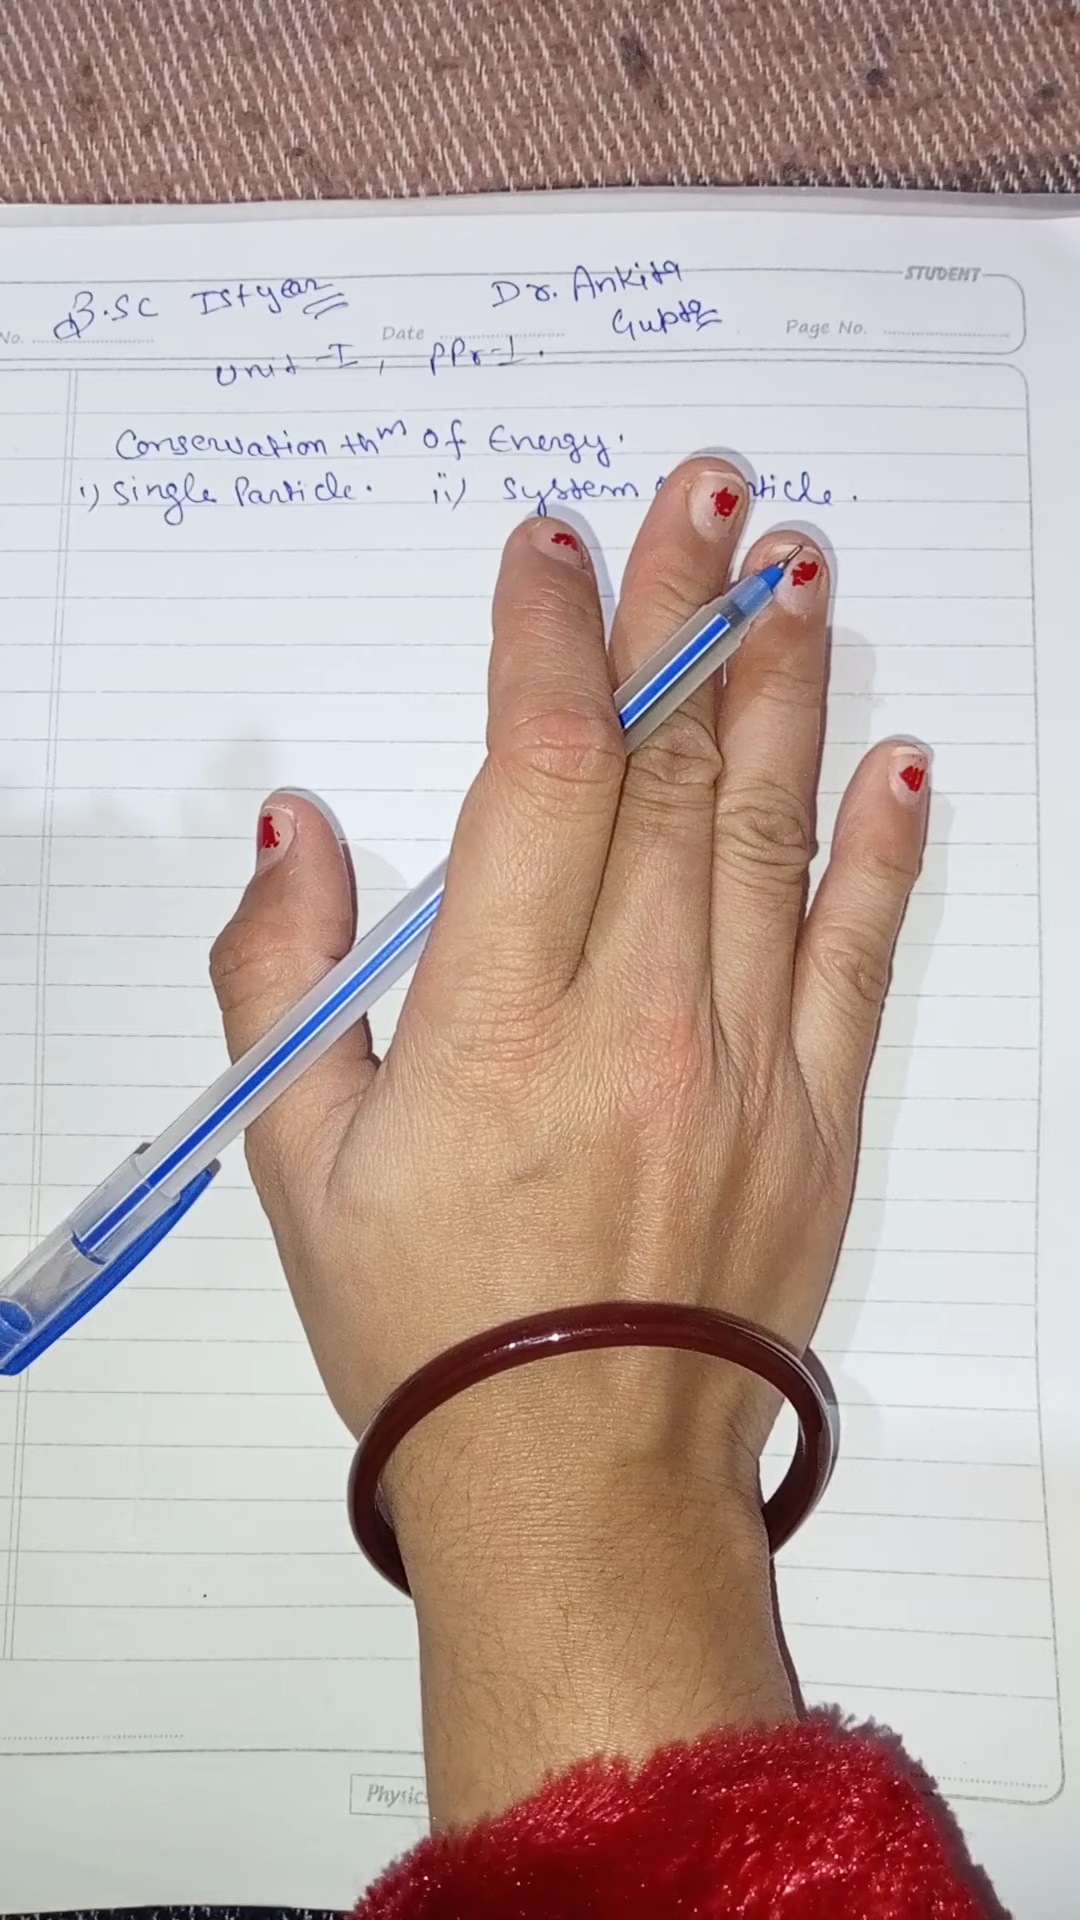 STUDENT
B.SC Ist year Dr. Ankita
Gupta
No. Date Page No.
Unit-I, PPr-I.
Conservation thm of Energy.
i) Single Particle. ii) System
Physics